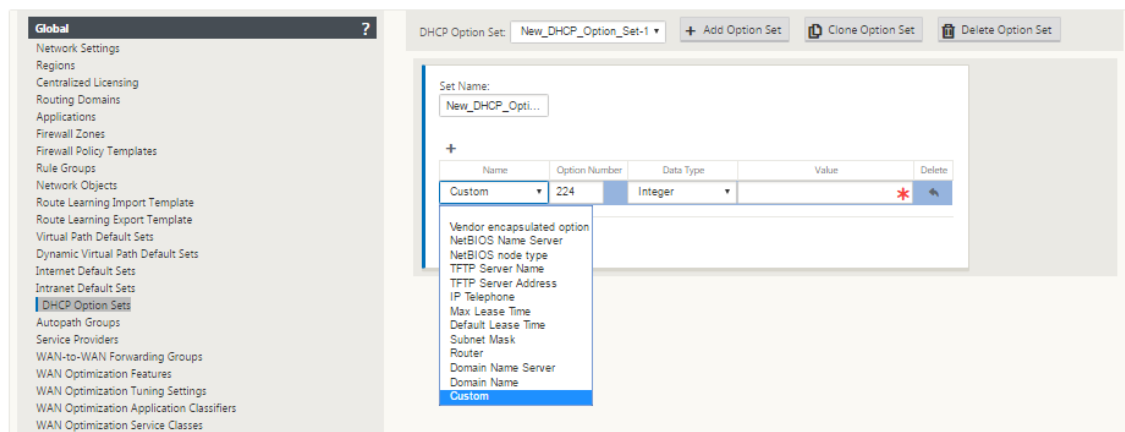 Global ?
Network Settings
Regions
Centralized Licensing
Routing Domains
Applications
Firewall Zones
Firewall Policy Templates
Rule Groups
Network Objects
Route Learning Import Template
Route Learning Export Template
Virtual Path Default Sets
Dynamic Virtual Path Default Sets
Internet Default Sets
Intranet Default Sets
DHCP Option Sets
Autopath Groups
Service Providers
WAN-to-WAN Forwarding Groups
WAN Optimization Features
WAN Optimization Tuning Settings
WAN Optimization Application Classifiers
WAN Optimization Service Classes
DHCP Option Set: New_DHCP_Option_Set-1 + Add Option Set Clone Option Set Delete Option Set
Set Name:
New_DHCP_Opti...
+
Name Option Number Data Type Value Delete
Custom 224 Integer *
Vendor encapsulated option
NetBIOS Name Server
NetBIOS node type
TFTP Server Name
TFTP Server Address
IP Telephone
Max Lease Time
Default Lease Time
Subnet Mask
Router
Domain Name Server
Domain Name
Custom